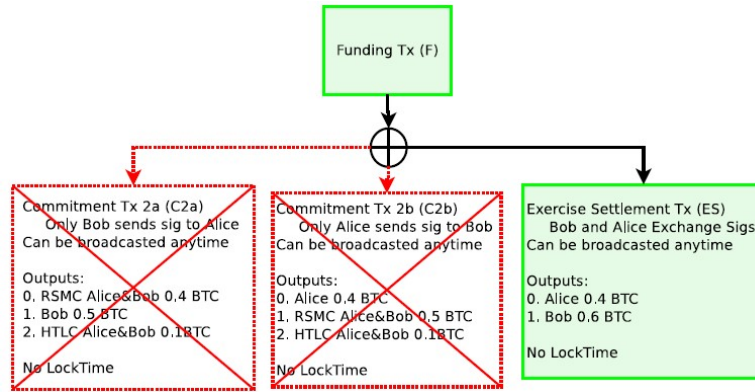 Funding Tx (F)
Commitment Tx 2a (C2a)
Only Bob sends sig to Alice
Can be broadcasted anytime
Outputs:
0. RSMC Alice&Bob 0.4 BTC
1. Bob 0.5 BTC
2. HTLC Alice&Bob 0.1BTC
No LockTime
Commitment Tx 2b (C2b)
Only Alice sends sig to Bob
Can be broadcasted anytime
Outputs:
0. Alice 0.4 BTC
1. RSMC Alice&Bob 0.5 BTC
2. HTLC Alice&Bob 0.1BTC
No LockTime
Exercise Settlement Tx (ES)
Bob and Alice Exchange Sigs
Can be broadcasted anytime
Outputs:
0. Alice 0.4 BTC
1. Bob 0.6 BTC
No LockTime